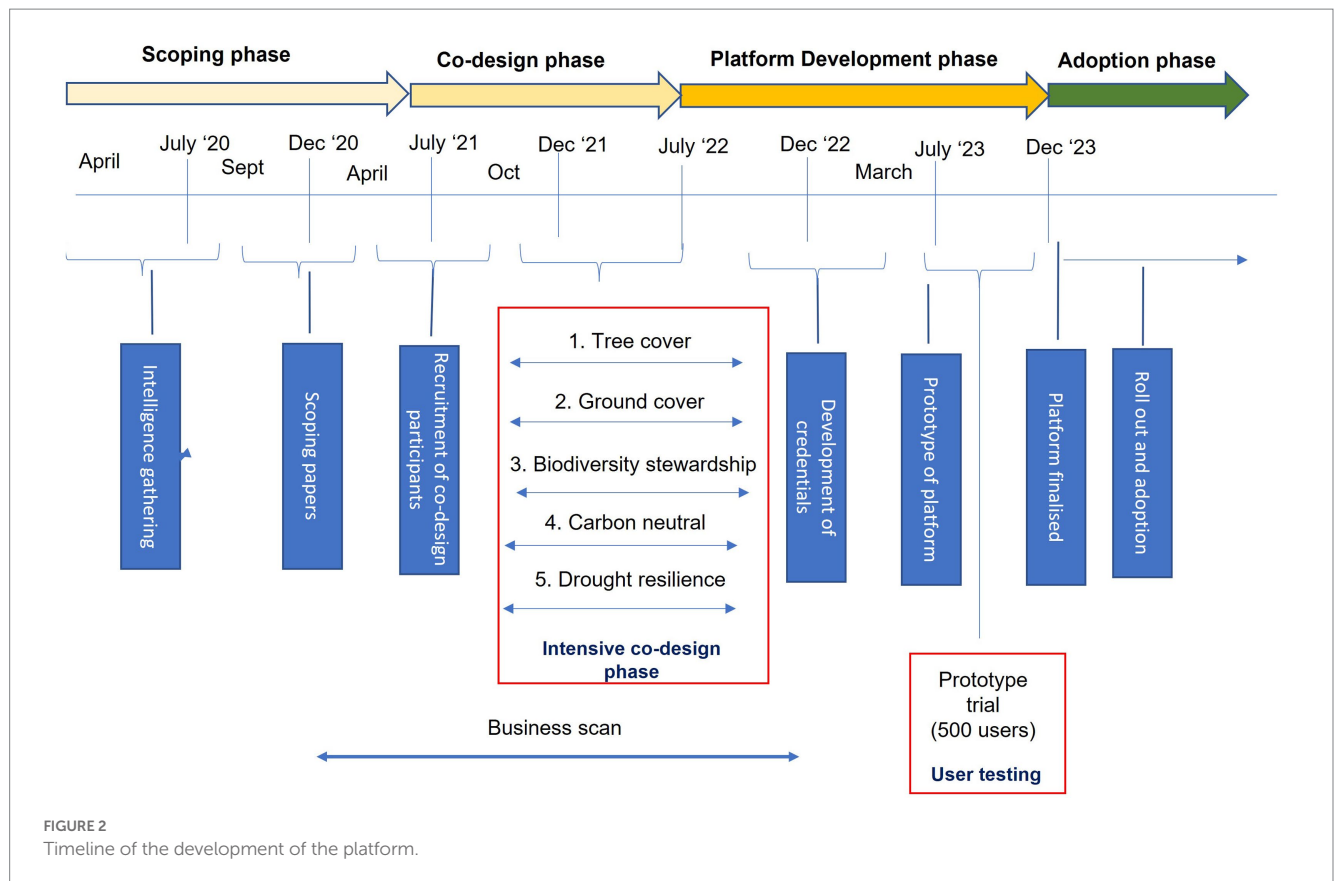 Scoping phase
Co-design phase
Platform Development phase
Adoption phase
April
July ‘20
Sept
Dec ‘20
April
July ‘21
Oct
Dec ‘21
July ‘22
Dec ‘22
March
July ‘23
Dec ‘23
Intelligence gathering
Scoping papers
Recruitment of co-design
participants
1. Tree cover
2. Ground cover
3. Biodiversity stewardship
4. Carbon neutral
5. Drought resilience
Intensive co-design
phase
Development of
credentials
Prototype of platform
Platform finalised
Roll out and adoption
Business scan
Prototype
trial
(500 users)
User testing
FIGURE 2
Timeline of the development of the platform.